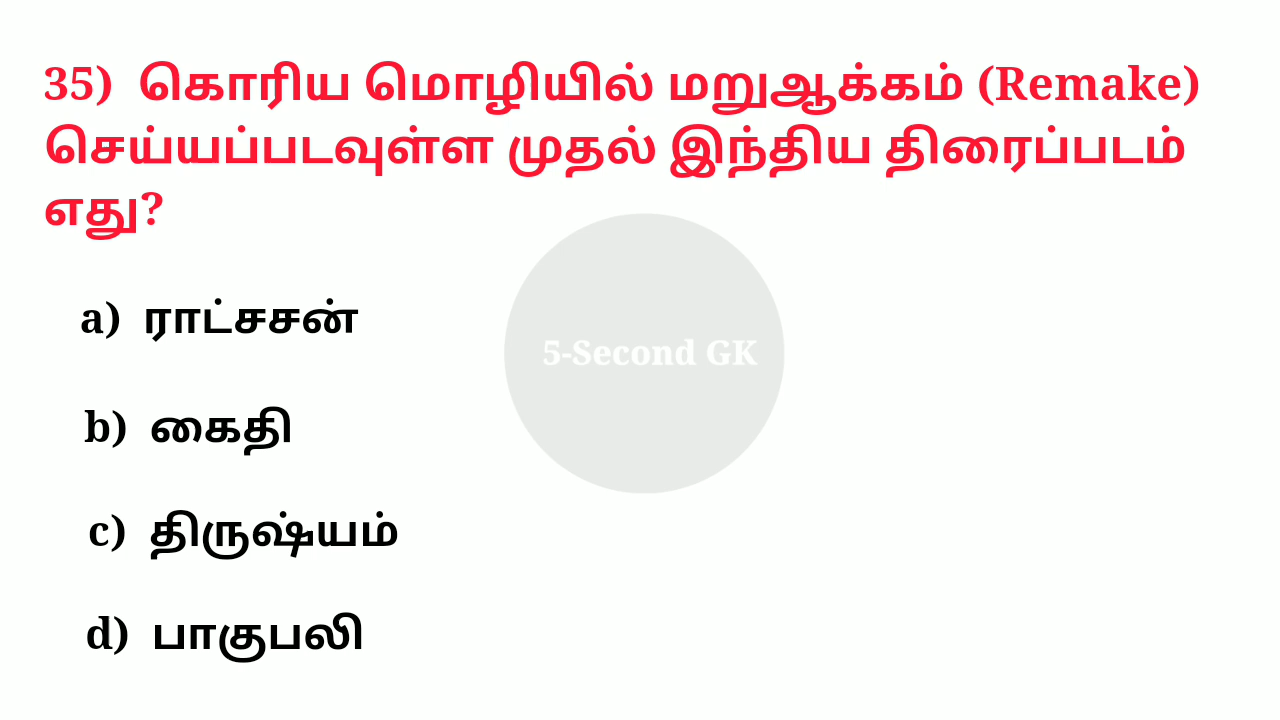 35) கொரிய மொழியில் மறுஆக்கம் (Remake)
செய்யப்படவுள்ள முதல் இந்திய திரைப்படம்
எது?
a) ராட்சசன்
5-Second GK
b) கைதி
c) திருஷ்யம்
d) பாகுபலி